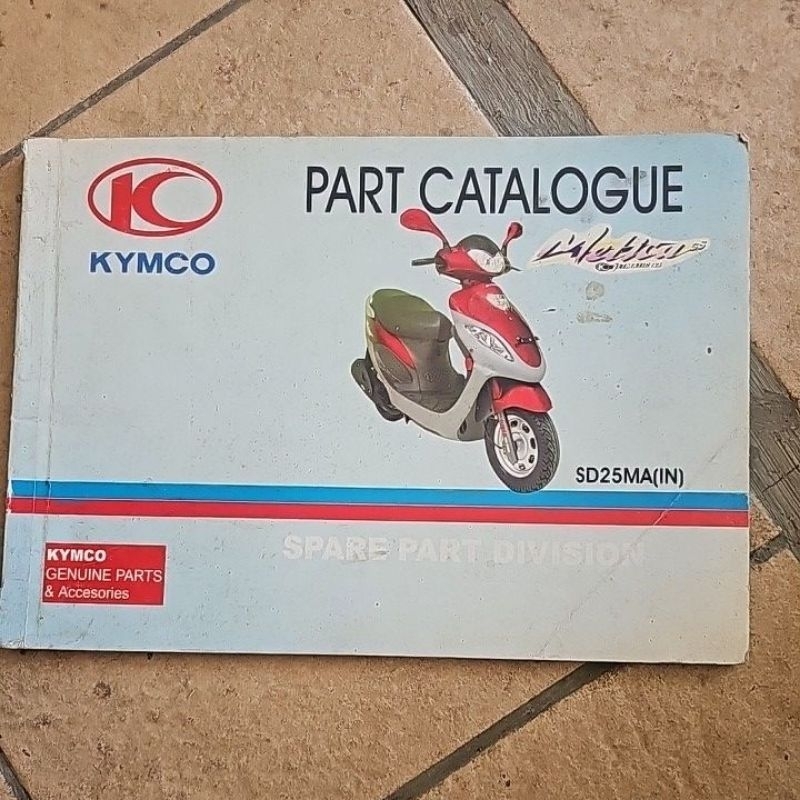 PART CATALOGUE
KYMCO
SD25MA(IN)
SPARE PART DIVISION
KYMCO
GENUINE PARTS
& Accesories